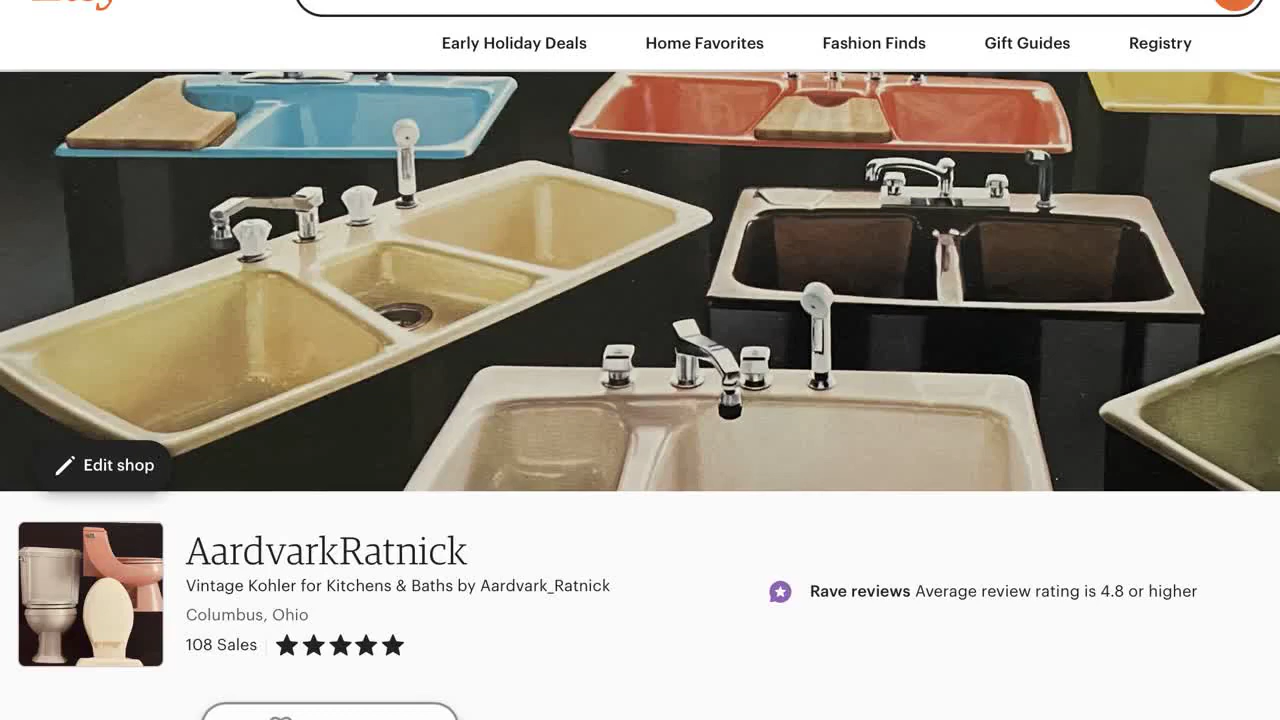 Early Holiday Deals
Home Favorites
Fashion Finds
Gift Guides
Registry
Edit shop
AardvarkRatnick
Vintage Kohler for Kitchens & Baths by Aardvark_Ratnick
Rave reviews Average review rating is 4.8 or higher
Columbus, Ohio
108 Sales